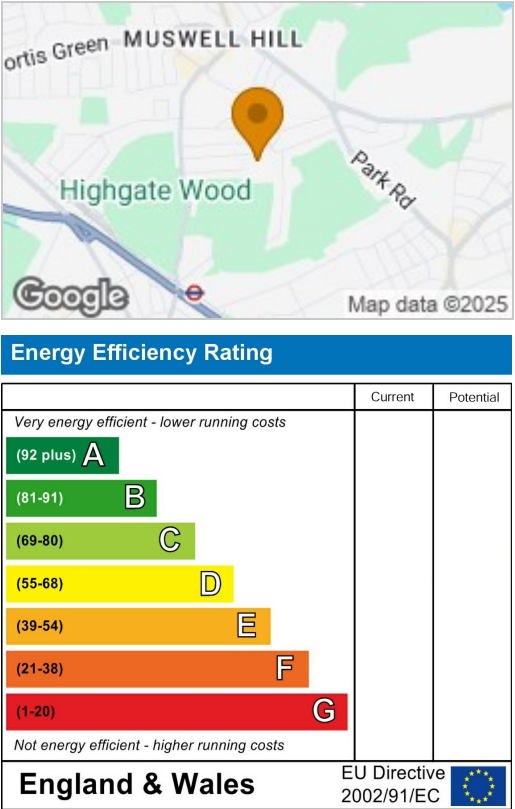 MUSWELL HILL
ortis Green
Park Rd
Highgate Wood
Google
Map data ©2025
Energy Efficiency Rating
Current Potential
Very energy efficient - lower running costs
(92 plus) A
(81-91) B
(69-80) C
(55-68) D
(39-54) E
(21-38) F
(1-20) G
Not energy efficient - higher running costs
England & Wales
EU Directive
2002/91/EC